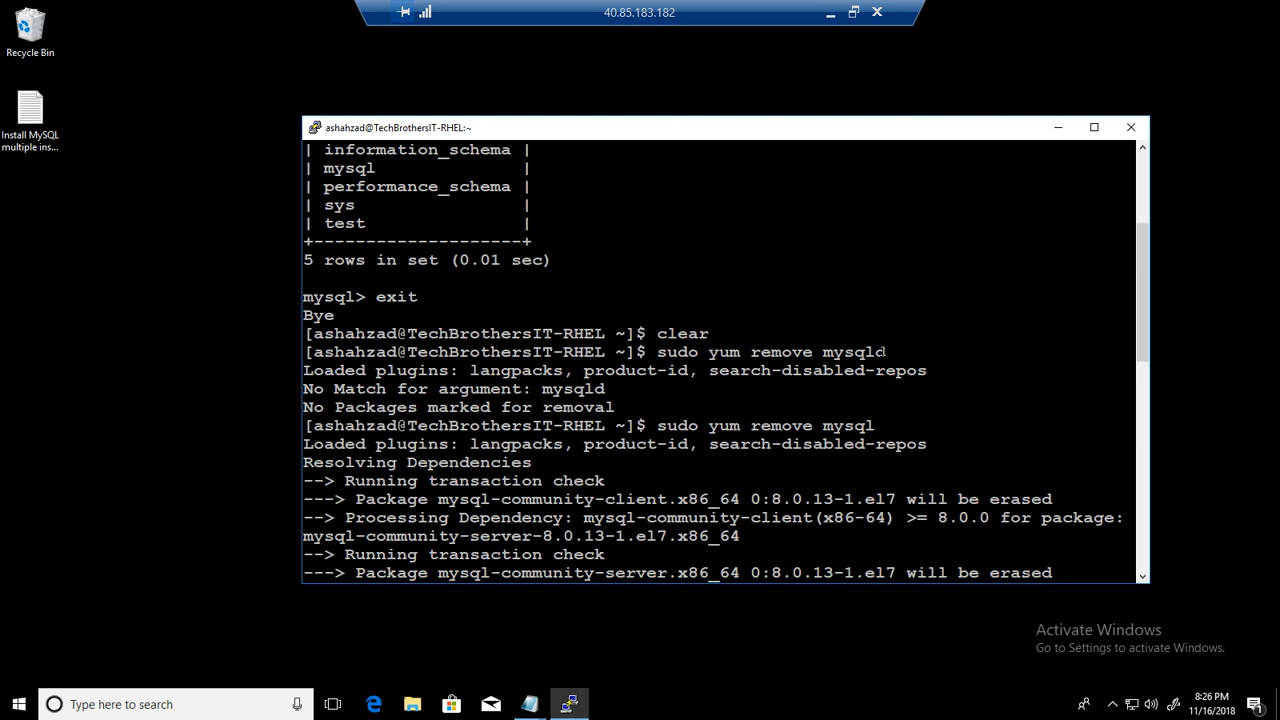 40.85.183.182
Recycle Bin
Install MySQL
multiple ins...
ashahzad@TechBrothersIT-RHEL:~
| information_schema |
| mysql              |
| performance_schema |
| sys                |
| test               |
+--------------------+
5 rows in set (0.01 sec)
mysql> exit
Bye
[ashahzad@TechBrothersIT-RHEL ~]$ clear
[ashahzad@TechBrothersIT-RHEL ~]$ sudo yum remove mysqld
Loaded plugins: langpacks, product-id, search-disabled-repos
No Match for argument: mysqld
No Packages marked for removal
[ashahzad@TechBrothersIT-RHEL ~]$ sudo yum remove mysql
Loaded plugins: langpacks, product-id, search-disabled-repos
Resolving Dependencies
--> Running transaction check
---> Package mysql-community-client.x86_64 0:8.0.13-1.el7 will be erased
--> Processing Dependency: mysql-community-client(x86-64) >= 8.0.0 for package:
mysql-community-server-8.0.13-1.el7.x86_64
--> Running transaction check
---> Package mysql-community-server.x86_64 0:8.0.13-1.el7 will be erased
Activate Windows
Go to Settings to activate Windows.
Type here to search
8:26 PM
11/16/2018
1